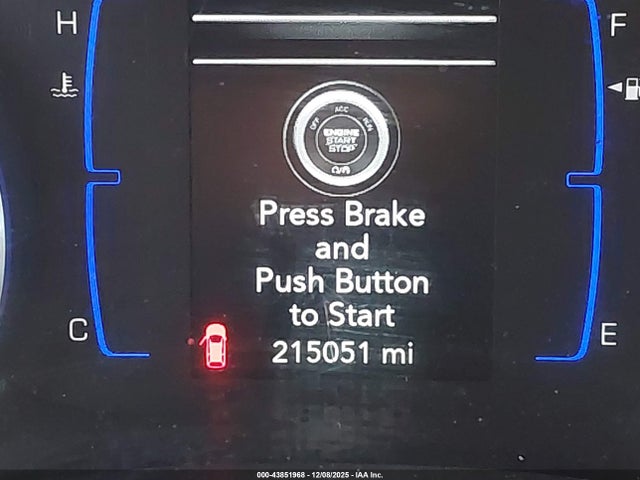 H
F
OFF ACC RUN
ENGINE
START
STOP
Press Brake
and
Push Button
to Start
C
E
215051 mi
000-43851968 - 12/08/2025 - IAA Inc.